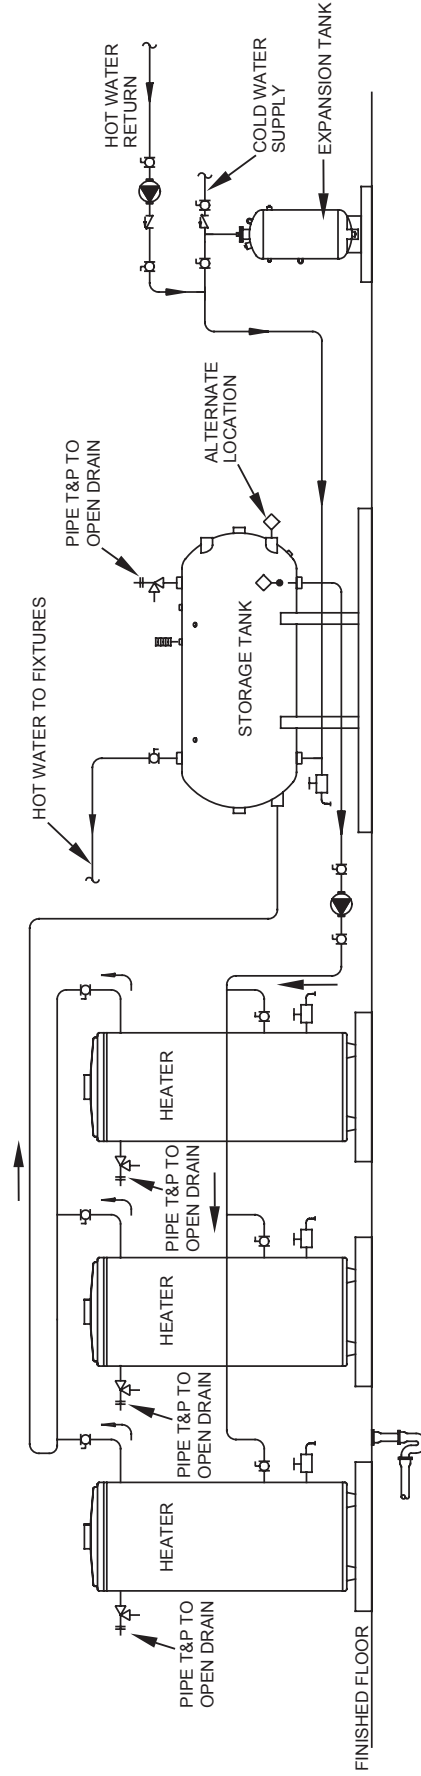 HOT WATER
RETURN
COLD WATER
SUPPLY
EXPANSION TANK
ALTERNATE
LOCATION
PIPE T&P TO
OPEN DRAIN
STORAGE TANK
HOT WATER TO FIXTURES
HEATER
PIPE T&P TO
OPEN DRAIN
HEATER
PIPE T&P TO
OPEN DRAIN
HEATER
PIPE T&P TO
OPEN DRAIN
FINISHED FLOOR